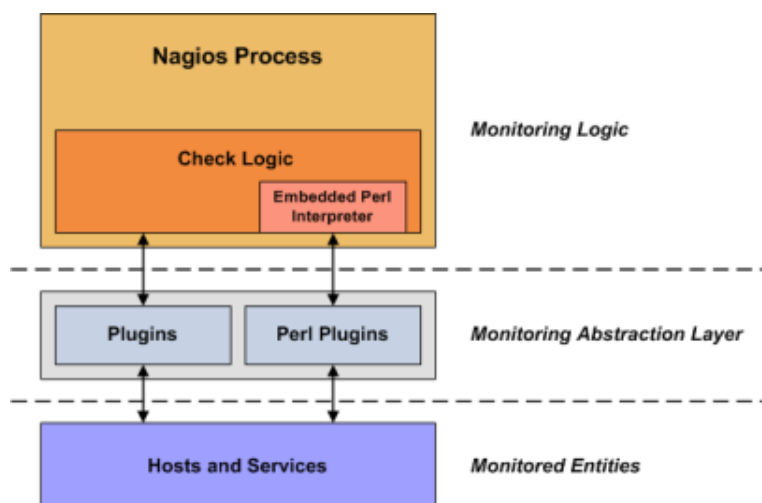 Nagios Process
Monitoring Logic
Check Logic
Embedded Perl
Interpreter
Plugins
Perl Plugins
Monitoring Abstraction Layer
Hosts and Services
Monitored Entities